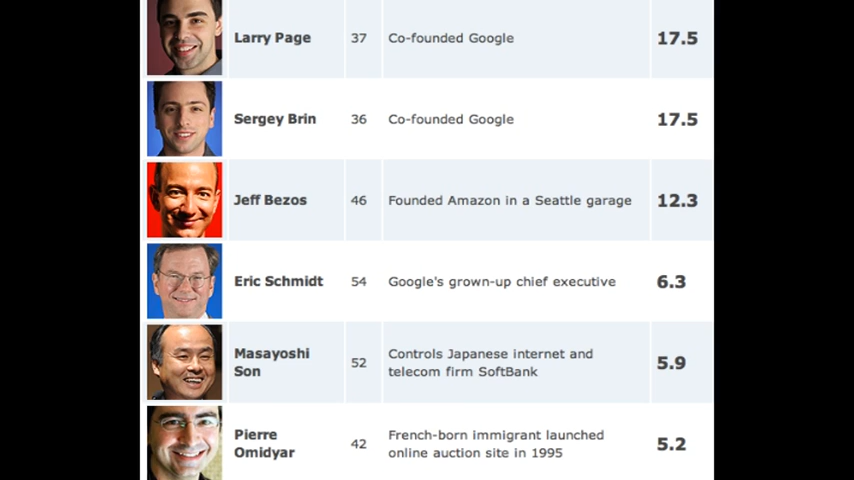 Larry Page 37 Co-founded Google 17.5
Sergey Brin 36 Co-founded Google 17.5
Jeff Bezos 46 Founded Amazon in a Seattle garage 12.3
Eric Schmidt 54 Google's grown-up chief executive 6.3
Masayoshi
Son 52 Controls Japanese internet and
telecom firm SoftBank 5.9
Pierre
Omidyar 42 French-born immigrant launched
online auction site in 1995 5.2